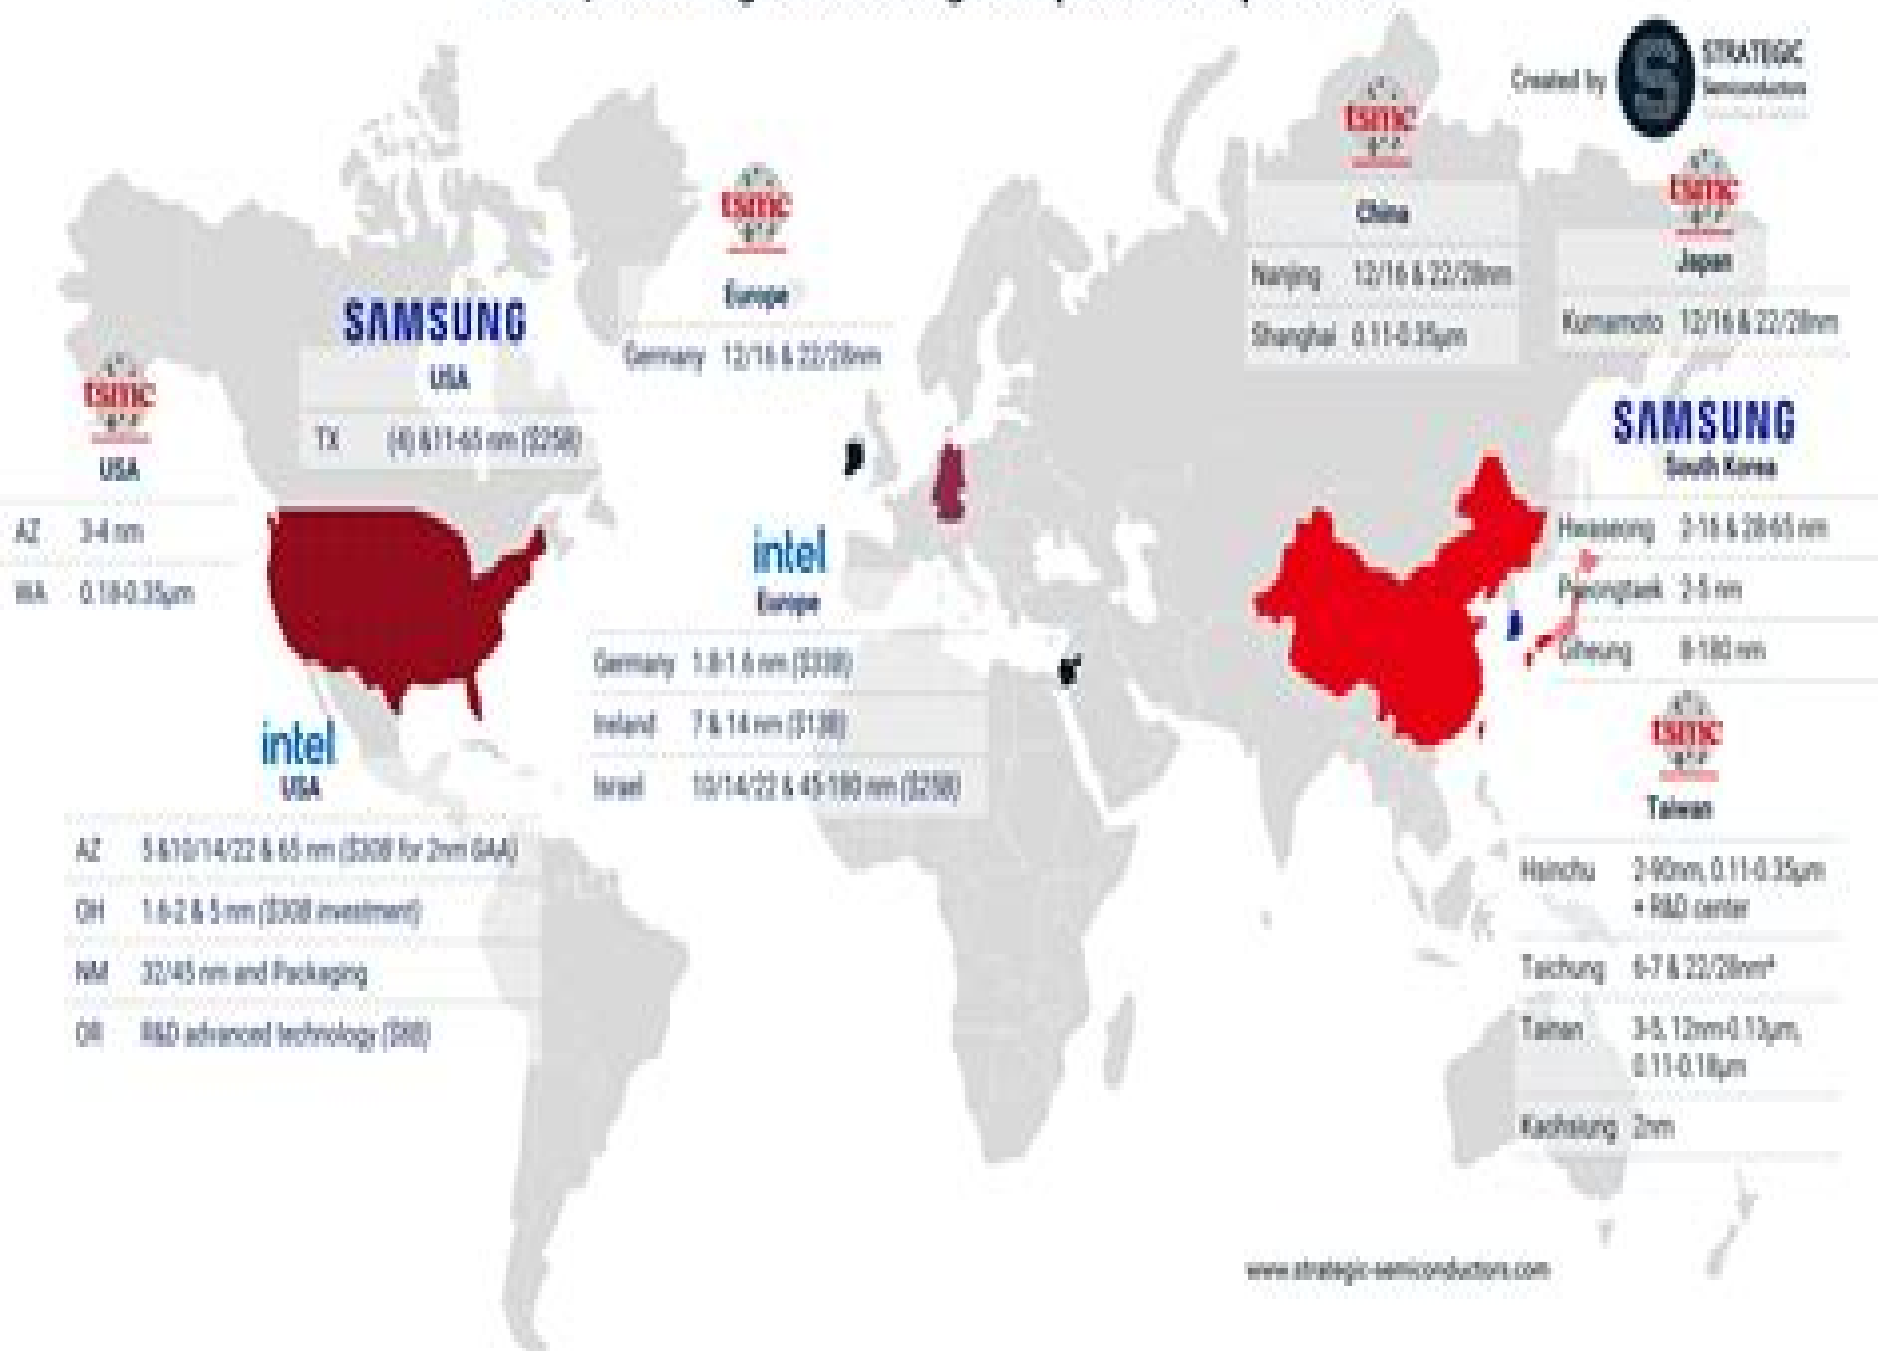 Created by
STRATEGIC
Semiconductors
tsmc
China
Nanjing 12/16 & 22/28nm
Shanghai 0.11-0.35µm
tsmc
Japan
Kumamoto 12/16 & 22/28nm
tsmc
Europe
Germany 12/16 & 22/28nm
SAMSUNG
USA
TX (4) &11-65 nm ($25B)
tsmc
USA
AZ 3-4 nm
WA 0.18-0.35µm
SAMSUNG
South Korea
Hwaseong 3-16 & 28-65 nm
Pyeongtaek 2-5 nm
Giheung 8-180 nm
intel
Europe
Germany 1.8-1.6 nm ($33B)
Ireland 7 & 14 nm ($13B)
Israel 10/14/22 & 45-180 nm ($25B)
intel
USA
AZ 5 &10/14/22 & 65 nm ($30B for 2nm GAA)
OH 1.6-2 & 5 nm ($30B investment)
NM 32/45 nm and Packaging
OR R&D advanced technology
tsmc
Taiwan
Hsinchu 2-90nm, 0.11-0.35µm
+ R&D center
Taichung 6-7 & 22/28nm*
Tainan 3-5, 12nm-0.13µm,
0.11-0.18µm
Kaohsiung 2nm
www.strategic-semiconductors.com